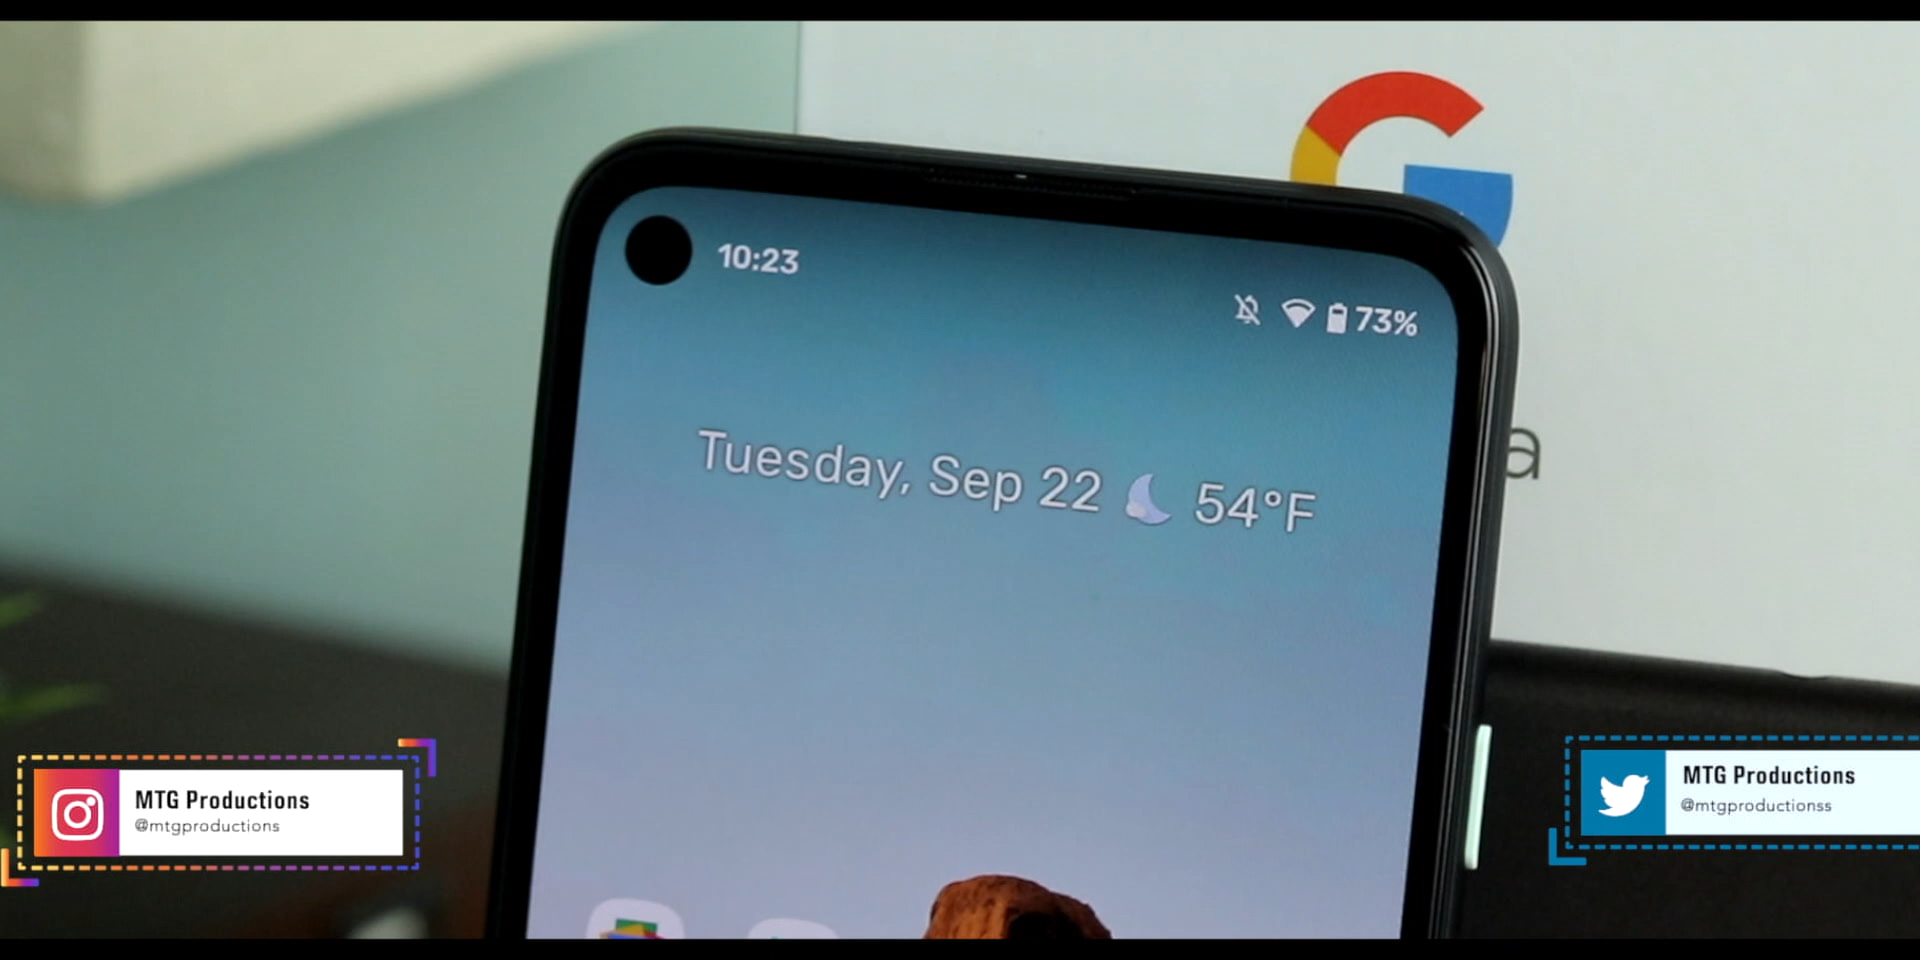 10:23
73%
Tuesday, Sep 22 54°F
a
MTG Productions
@mtgproductions
MTG Productions
@mtgproductionss